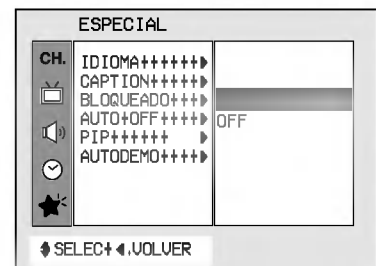 ESPECIAL
CH.
IDIOMA++++++▶
CAPTION+++++▶
BLOQUEADO+++▶
AUTO+OFF++++▶ OFF
PIP++++++ ▶
AUTODEMO++++▶
SELEC+ ◀.VOLVER